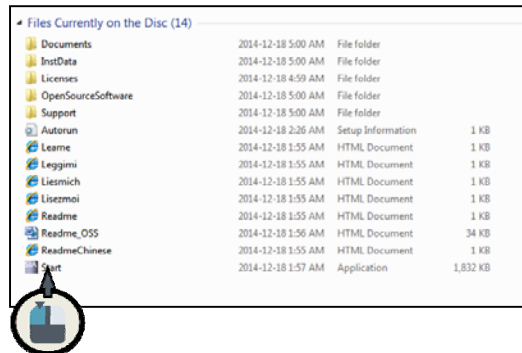 Files Currently on the Disc (14)
Documents 2014-12-18 5:00 AM File folder
InstData 2014-12-18 5:00 AM File folder
Licenses 2014-12-18 4:59 AM File folder
OpenSourceSoftware 2014-12-18 5:00 AM File folder
Support 2014-12-18 5:00 AM File folder
Autorun 2014-12-18 2:26 AM Setup Information 1 KB
Leame 2014-12-18 1:55 AM HTML Document 1 KB
Leggimi 2014-12-18 1:55 AM HTML Document 1 KB
Liesmich 2014-12-18 1:55 AM HTML Document 1 KB
Lisezmoi 2014-12-18 1:55 AM HTML Document 1 KB
Readme 2014-12-18 1:55 AM HTML Document 1 KB
Readme_OSS 2014-12-18 1:56 AM HTML Document 34 KB
ReadmeChinese 2014-12-18 1:55 AM HTML Document 1 KB
Start 2014-12-18 1:57 AM Application 1,832 KB